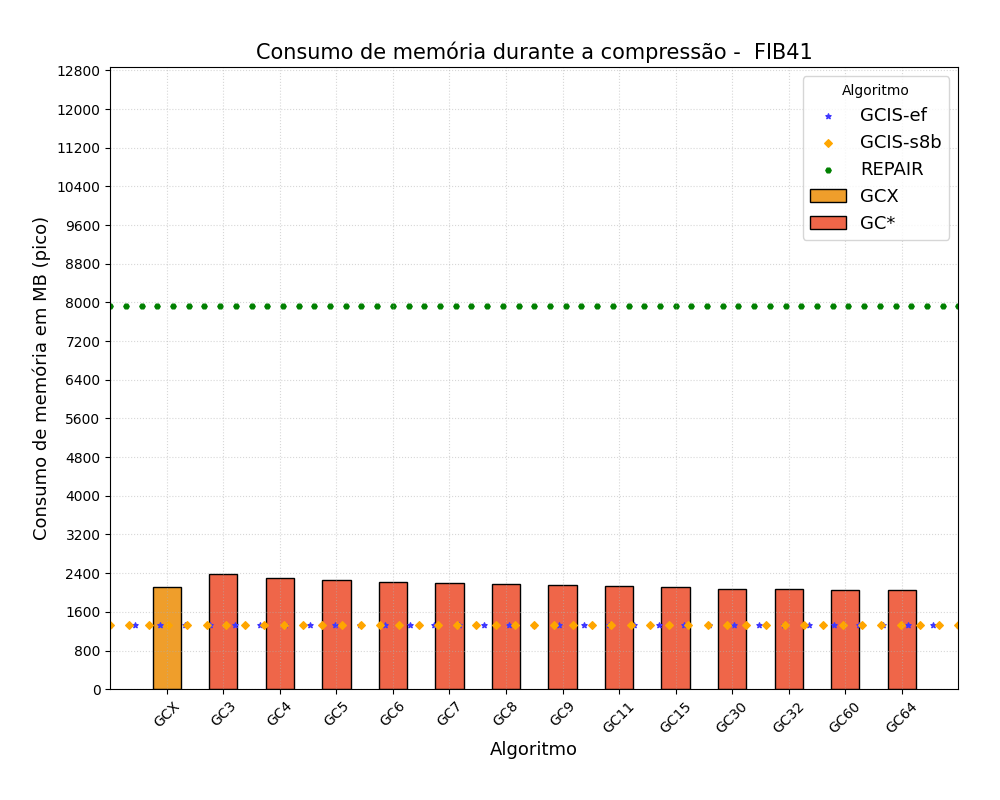 Consumo de memória durante a compressão -  FIB41
12800
12000
11200
10400
9600
8800
8000
7200
6400
5600
4800
4000
3200
2400
1600
800
0
Consumo de memória em MB (pico)
Algoritmo
GCIS-ef
GCIS-s8b
REPAIR
GCX
GC*
GCX GC3 GC4 GC5 GC6 GC7 GC8 GC9 GC11 GC15 GC30 GC32 GC60 GC64
Algoritmo